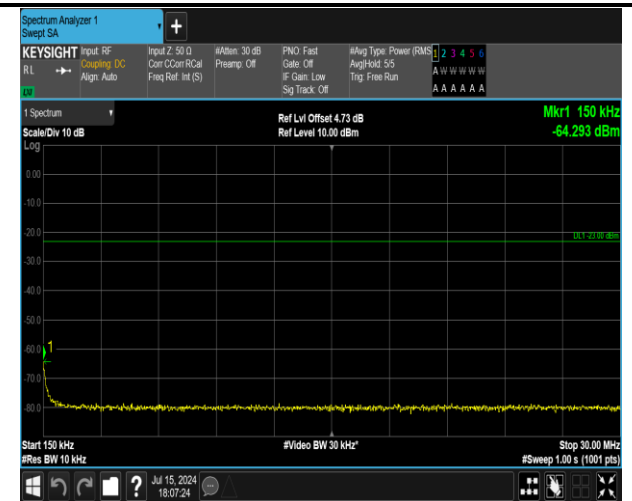 Spectrum Analyzer 1
Swept SA
+
KEYSIGHT Input: RF Input Z: 50 Ω #Atten: 30 dB PNO: Fast #Avg Type: Power (RMS 1 2 3 4 5 6
RL Coupling: DC Corr CCorr RCal Preamp: Off Gate: Off Avg|Hold: 5/5 A W W W W W
Align: Auto Freq Ref: Int (S) IF Gain: Low Trig: Free Run
Sig Track: Off A A A A A A
1 Spectrum Ref Lvl Offset 4.73 dB Mkr1 150 kHz
Scale/Div 10 dB Ref Level 10.00 dBm -64.293 dBm
Log
0.00
-10.0
-20.0
DL1 -23.00 dBm
-30.0
-40.0
-50.0
-60.0
1
-70.0
-80.0
Start 150 kHz #Video BW 30 kHz* Stop 30.00 MHz
#Res BW 10 kHz #Sweep 1.00 s (1001 pts)
? Jul 15, 2024
18:07:24